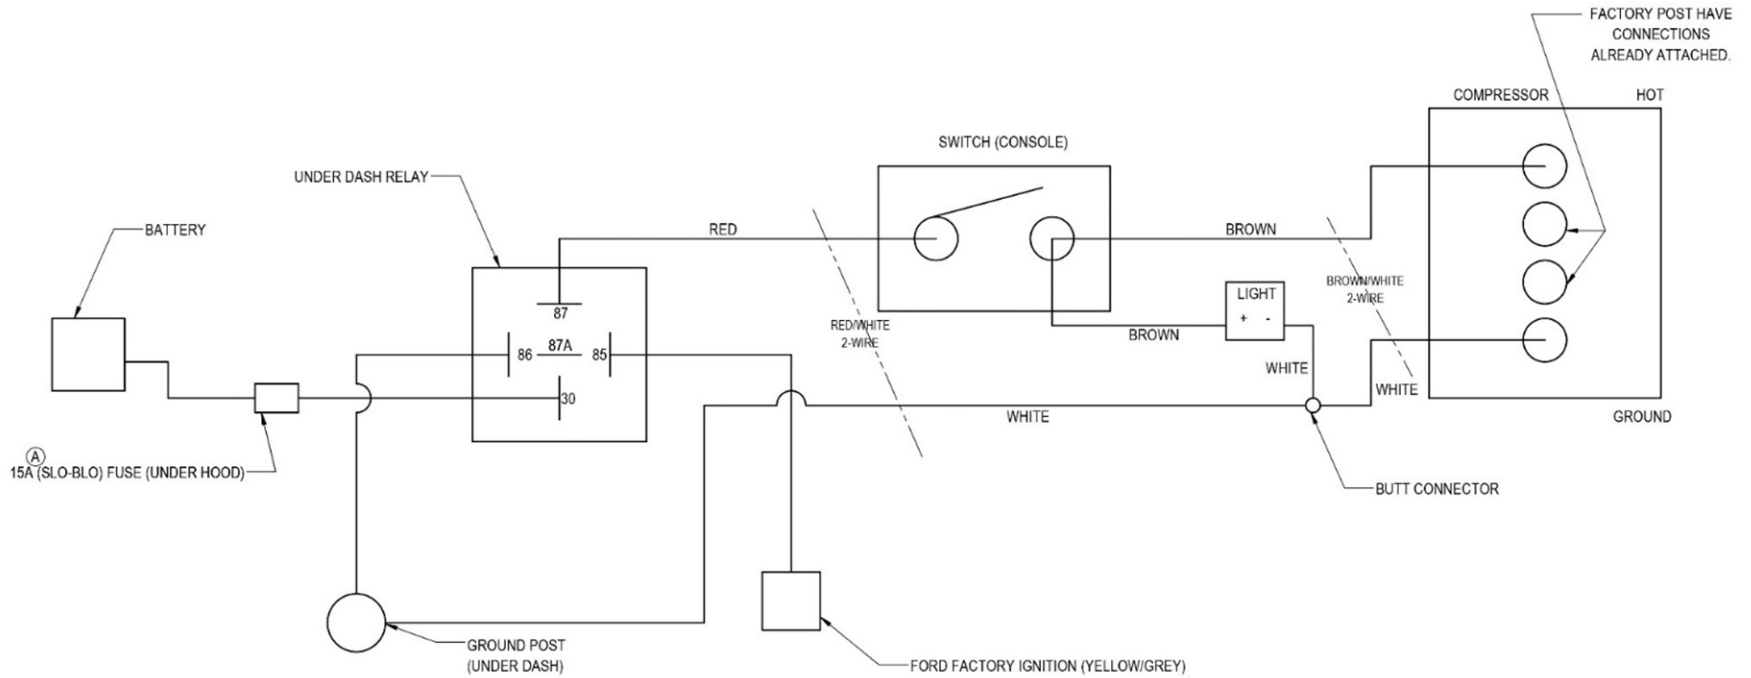 FACTORY POST HAVE
CONNECTIONS
ALREADY ATTACHED.
COMPRESSOR
HOT
SWITCH (CONSOLE)
UNDER DASH RELAY
BATTERY
RED
BROWN
87
87A
86
85
30
RED/WHITE
2-WIRE
BROWN/WHITE
2-WIRE
LIGHT
+ -
BROWN
WHITE
WHITE
WHITE
GROUND
A
15A (SLO-BLO) FUSE (UNDER HOOD)
BUTT CONNECTOR
GROUND POST
(UNDER DASH)
FORD FACTORY IGNITION (YELLOW/GREY)